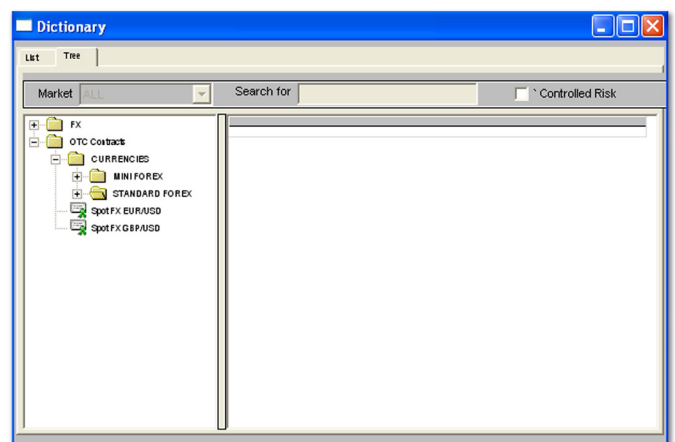 Dictionary
List Tree
Market ALL Search for ` Controlled Risk
FX
OTC Contracts
CURRENCIES
MINI FOREX
STANDARD FOREX
Spot FX EUR/USD
Spot FX GBP/USD